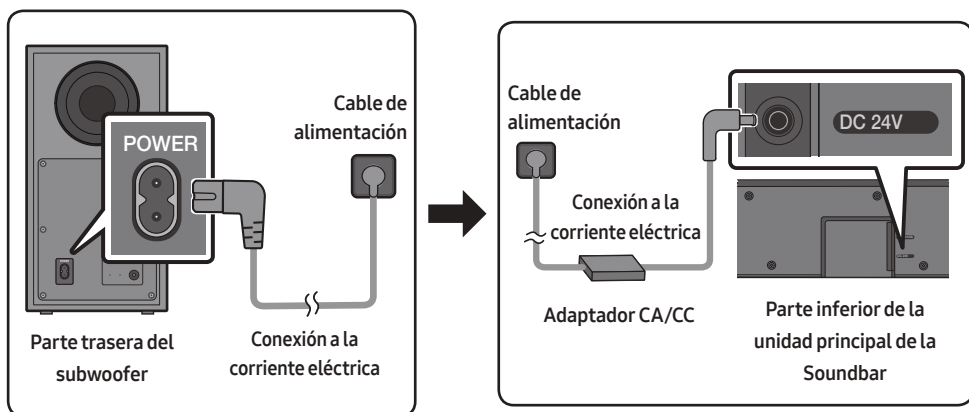 POWER
Cable de
alimentación
Parte trasera del
subwoofer
Conexión a la
corriente eléctrica
Cable de
alimentación
DC 24V
Conexión a la
corriente eléctrica
Adaptador CA/CC
Parte inferior de la
unidad principal de la
Soundbar